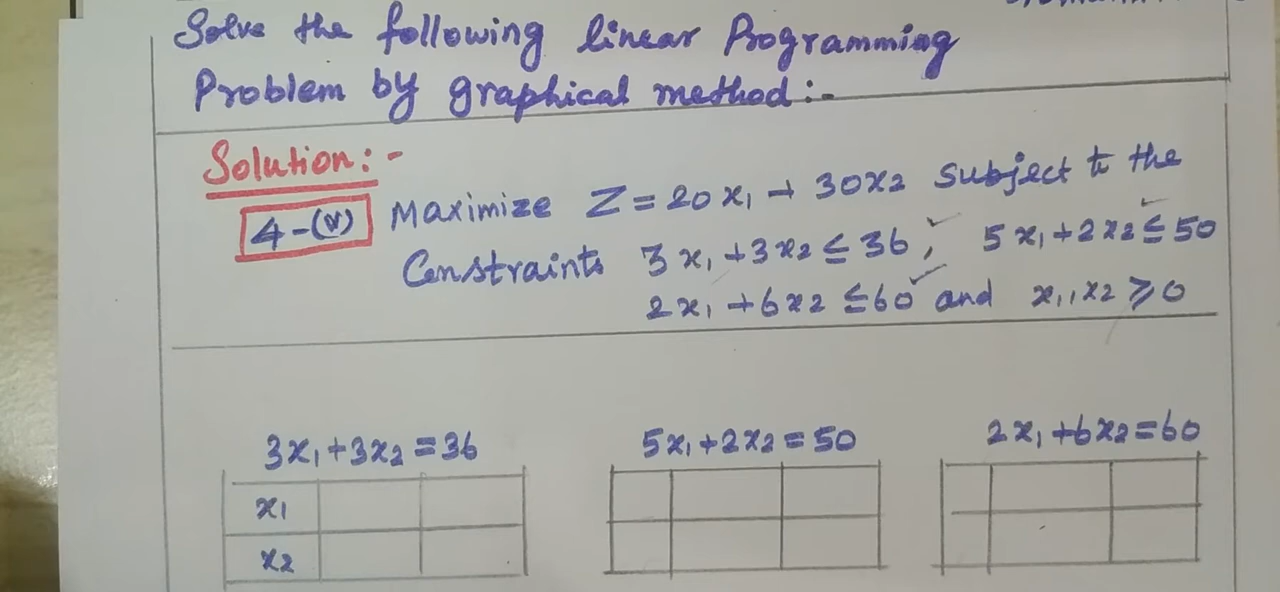 Solve the following linear Programming
Problem by graphical method :-
Solution:-
4-(v) Maximize Z = 20x₁ + 30x₂ subject to the
Constraints 3x₁ + 3x₂ ≤ 36, 5x₁ + 2x₂ ≤ 50
2x₁ + 6x₂ ≤ 60 and x₁, x₂ ≥ 0
3x₁ + 3x₂ = 36 5x₁ + 2x₂ = 50 2x₁ + 6x₂ = 60
x₁
x₂